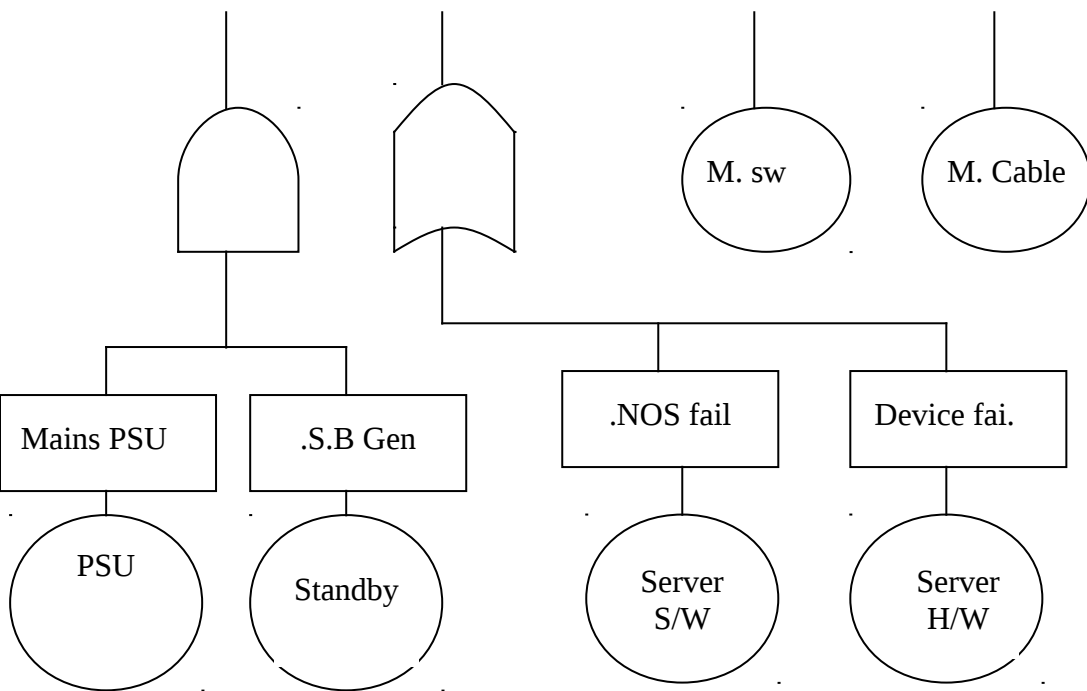 M. sw
M. Cable
.NOS fail
Device fai.
Mains PSU
.S.B Gen
PSU
Standby
Server
S/W
Server
H/W